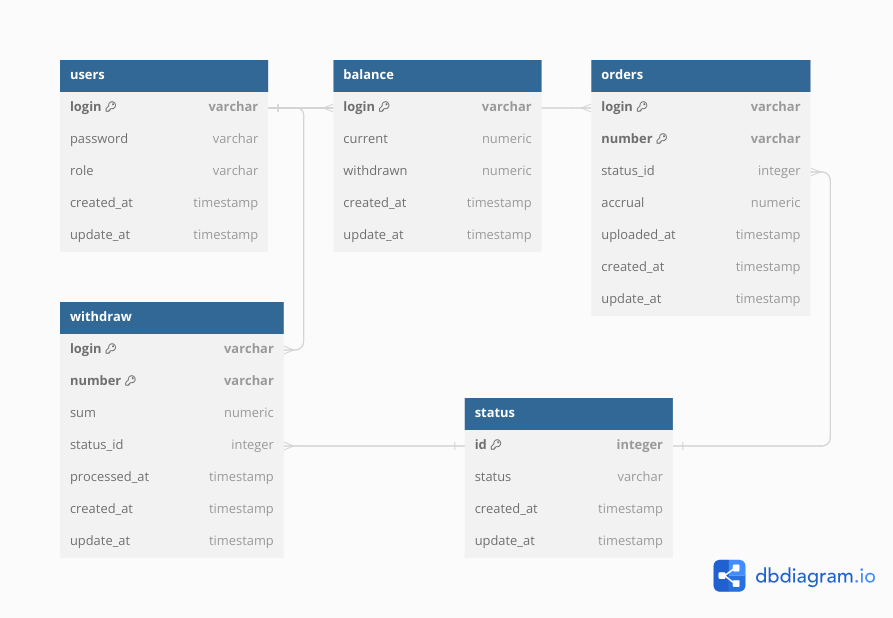 users
login varchar
password varchar
role varchar
created_at timestamp
update_at timestamp
balance
login varchar
current numeric
withdrawn numeric
created_at timestamp
update_at timestamp
orders
login varchar
number varchar
status_id integer
accrual numeric
uploaded_at timestamp
created_at timestamp
update_at timestamp
withdraw
login varchar
number varchar
sum numeric
status_id integer
processed_at timestamp
created_at timestamp
update_at timestamp
status
id integer
status varchar
created_at timestamp
update_at timestamp
dbdiagram.io